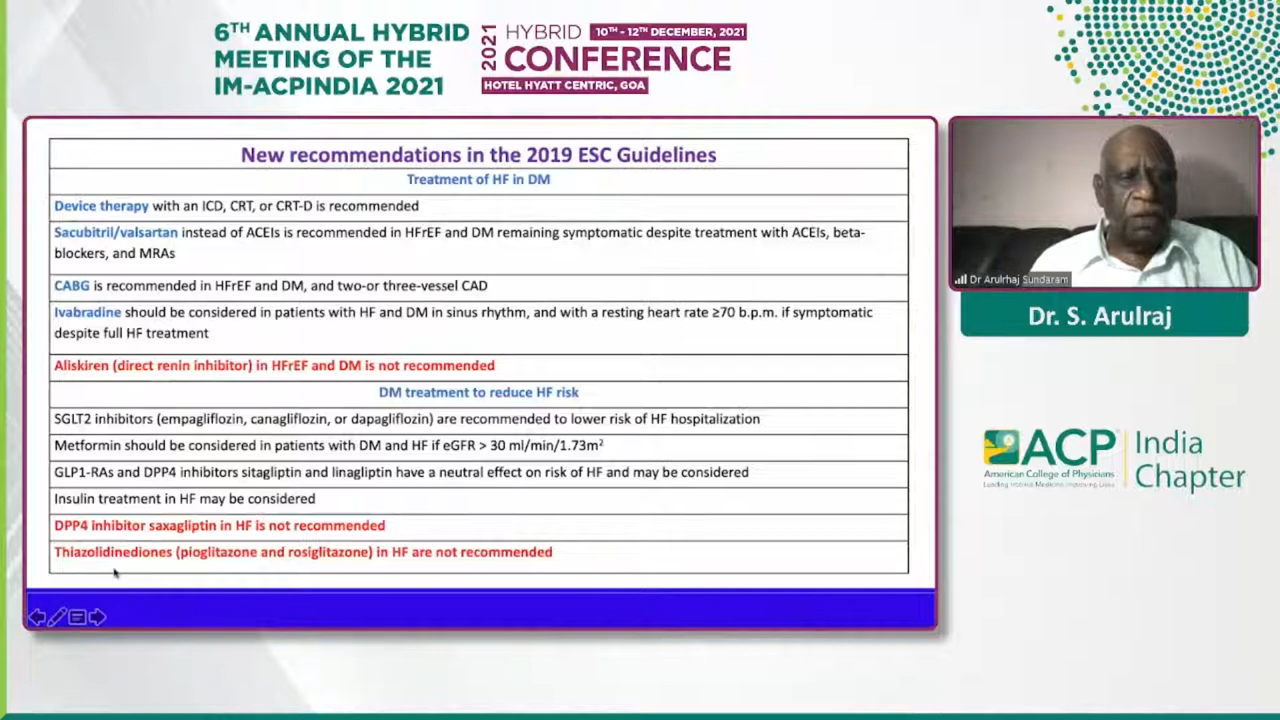 6TH ANNUAL HYBRID
MEETING OF THE
IM-ACPINDIA 2021
2021
HYBRID
10TH - 12TH DECEMBER, 2021
CONFERENCE
HOTEL HYATT CENTRIC, GOA
New recommendations in the 2019 ESC Guidelines
Treatment of HF in DM
Device therapy with an ICD, CRT, or CRT-D is recommended
Sacubitril/valsartan instead of ACEIs is recommended in HFrEF and DM remaining symptomatic despite treatment with ACEIs, beta-
blockers, and MRAs
CABG is recommended in HFrEF and DM, and two-or three-vessel CAD
Ivabradine should be considered in patients with HF and DM in sinus rhythm, and with a resting heart rate ≥70 b.p.m. if symptomatic
despite full HF treatment
Aliskiren (direct renin inhibitor) in HFrEF and DM is not recommended
DM treatment to reduce HF risk
SGLT2 inhibitors (empagliflozin, canagliflozin, or dapagliflozin) are recommended to lower risk of HF hospitalization
Metformin should be considered in patients with DM and HF if eGFR > 30 ml/min/1.73m²
GLP1-RAs and DPP4 inhibitors sitagliptin and linagliptin have a neutral effect on risk of HF and may be considered
Insulin treatment in HF may be considered
DPP4 inhibitor saxagliptin in HF is not recommended
Thiazolidinediones (pioglitazone and rosiglitazone) in HF are not recommended
Dr Arulrhaj Sundaram
Dr. S. Arulraj
ACP
American College of Physicians
Leading Internal Medicine, Improving Lives
India
Chapter